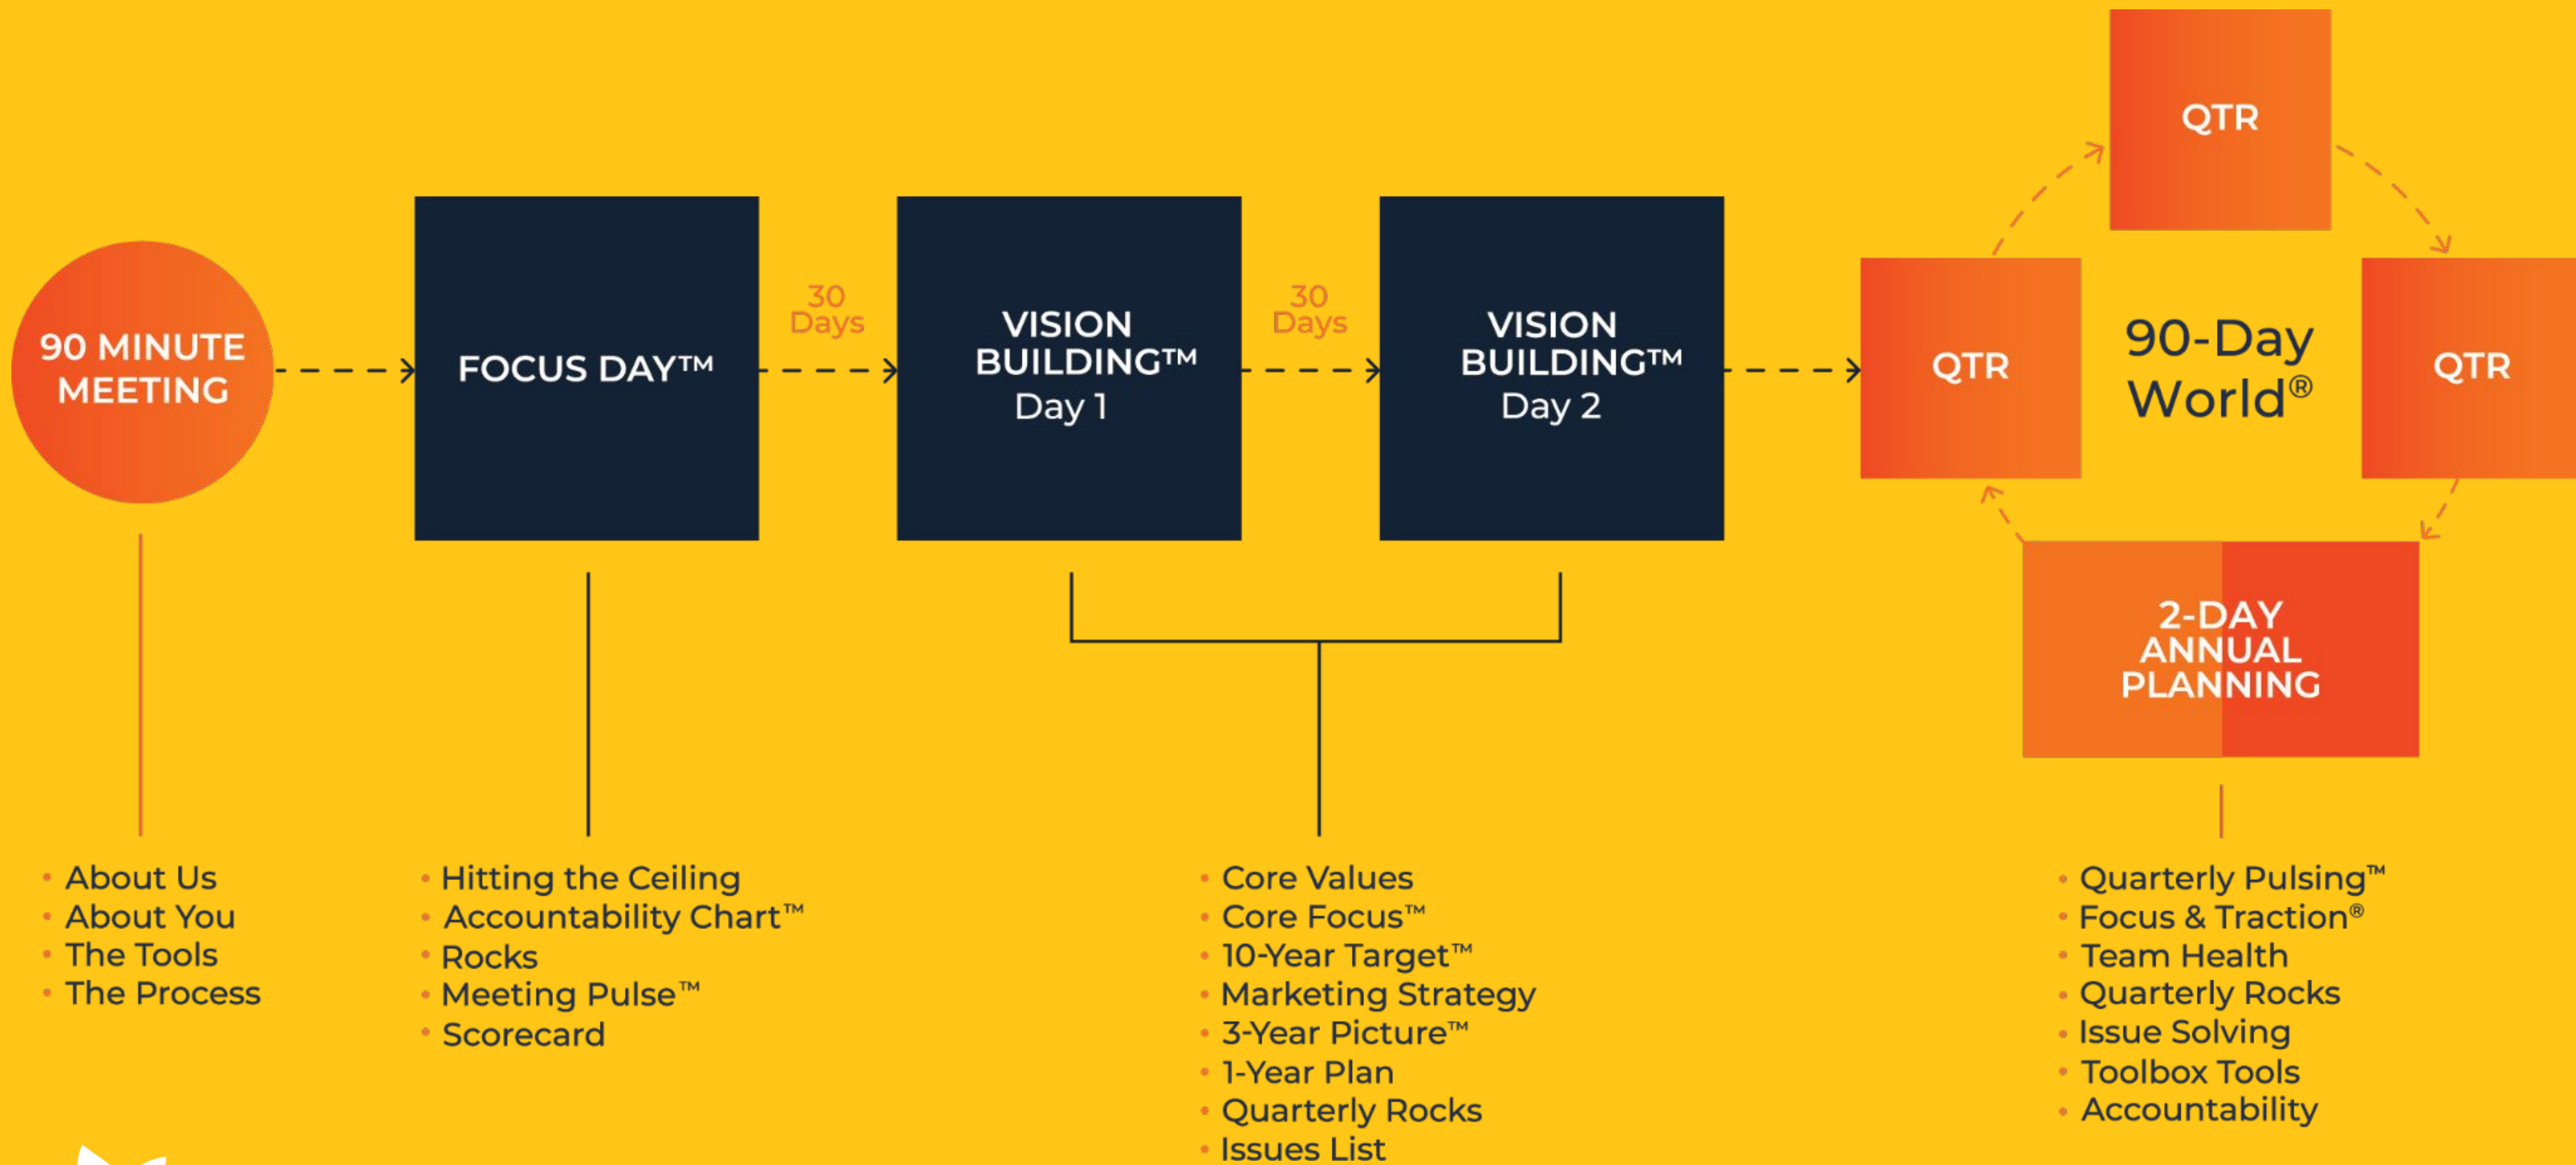 90 MINUTE
MEETING
FOCUS DAY™
30
Days
VISION
BUILDING™
Day 1
30
Days
VISION
BUILDING™
Day 2
QTR
QTR
QTR
90-Day
World®
2-DAY
ANNUAL
PLANNING
• About Us
• About You
• The Tools
• The Process
• Hitting the Ceiling
• Accountability Chart™
• Rocks
• Meeting Pulse™
• Scorecard
• Core Values
• Core Focus™
• 10-Year Target™
• Marketing Strategy
• 3-Year Picture™
• 1-Year Plan
• Quarterly Rocks
• Issues List
• Quarterly Pulsing™
• Focus & Traction®
• Team Health
• Quarterly Rocks
• Issue Solving
• Toolbox Tools
• Accountability